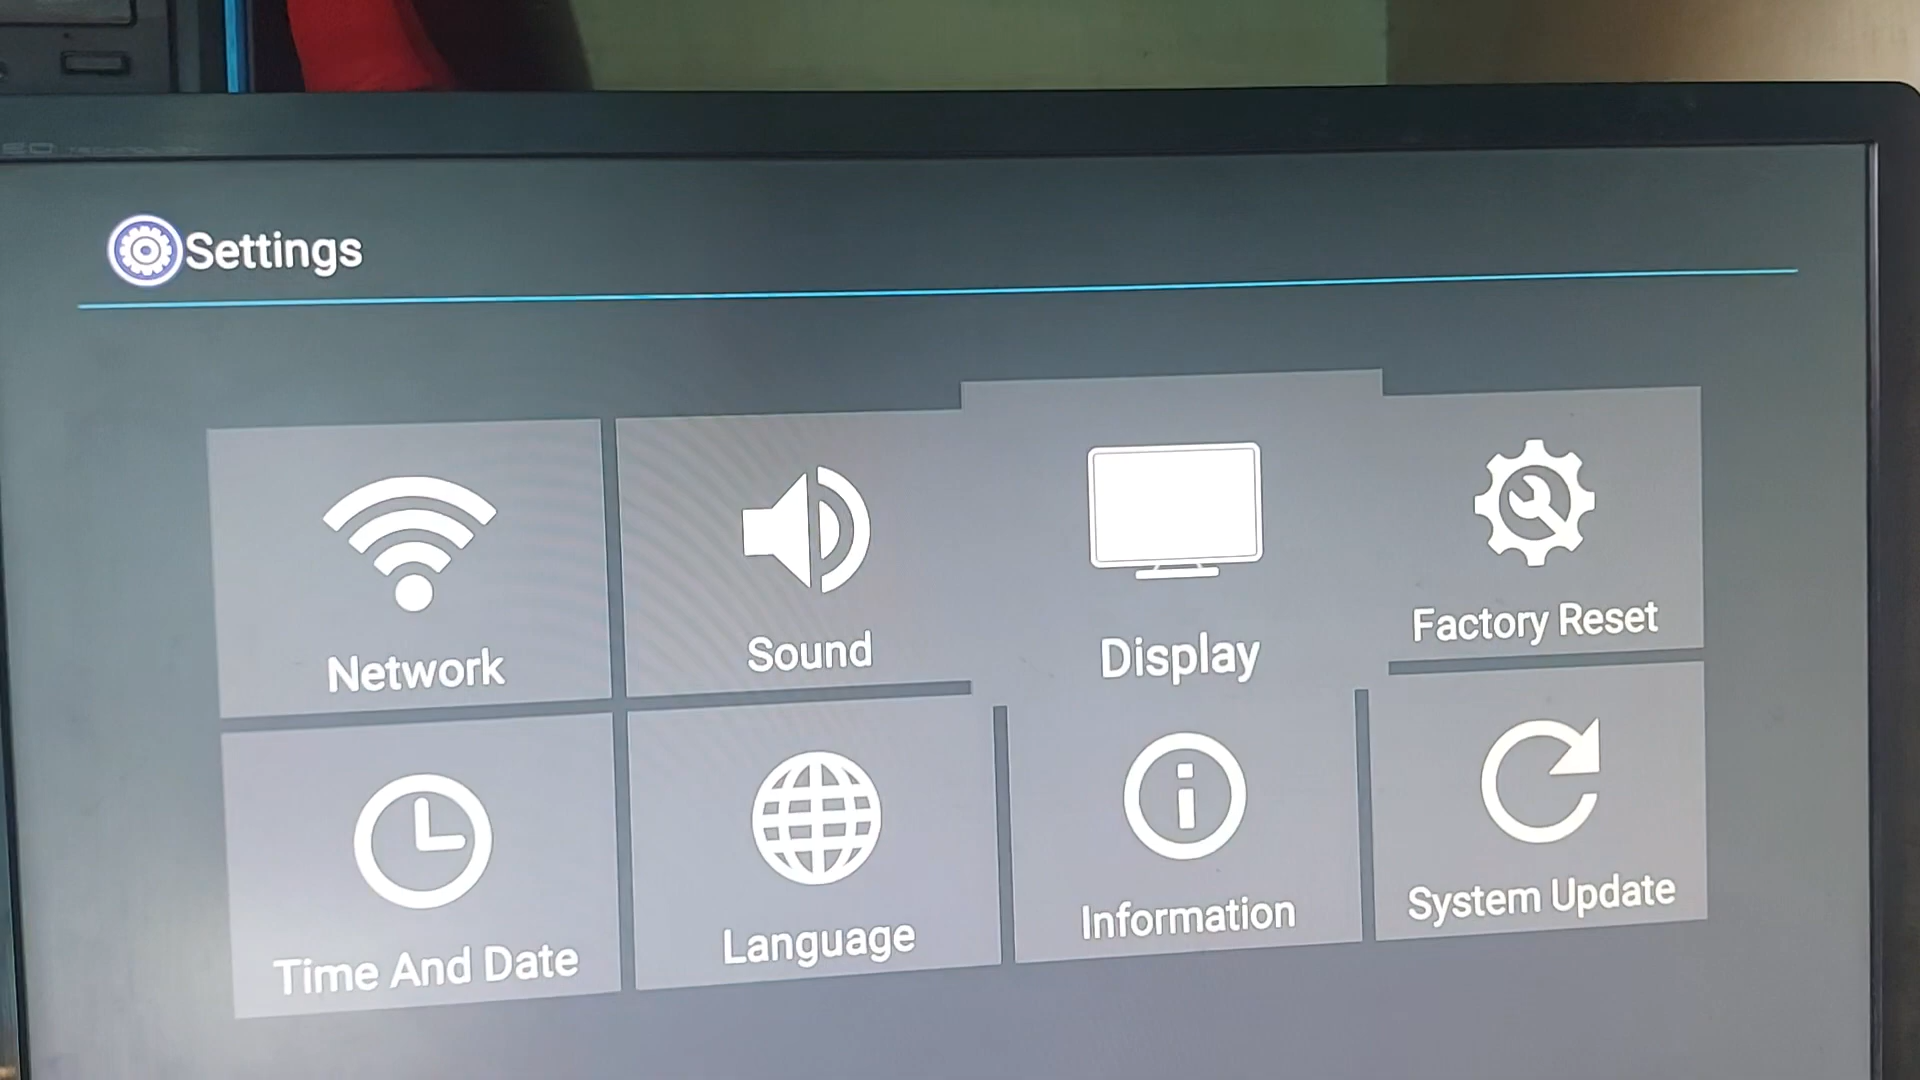 Settings
Network
Sound
Display
Factory Reset
Time And Date
Language
Information
System Update